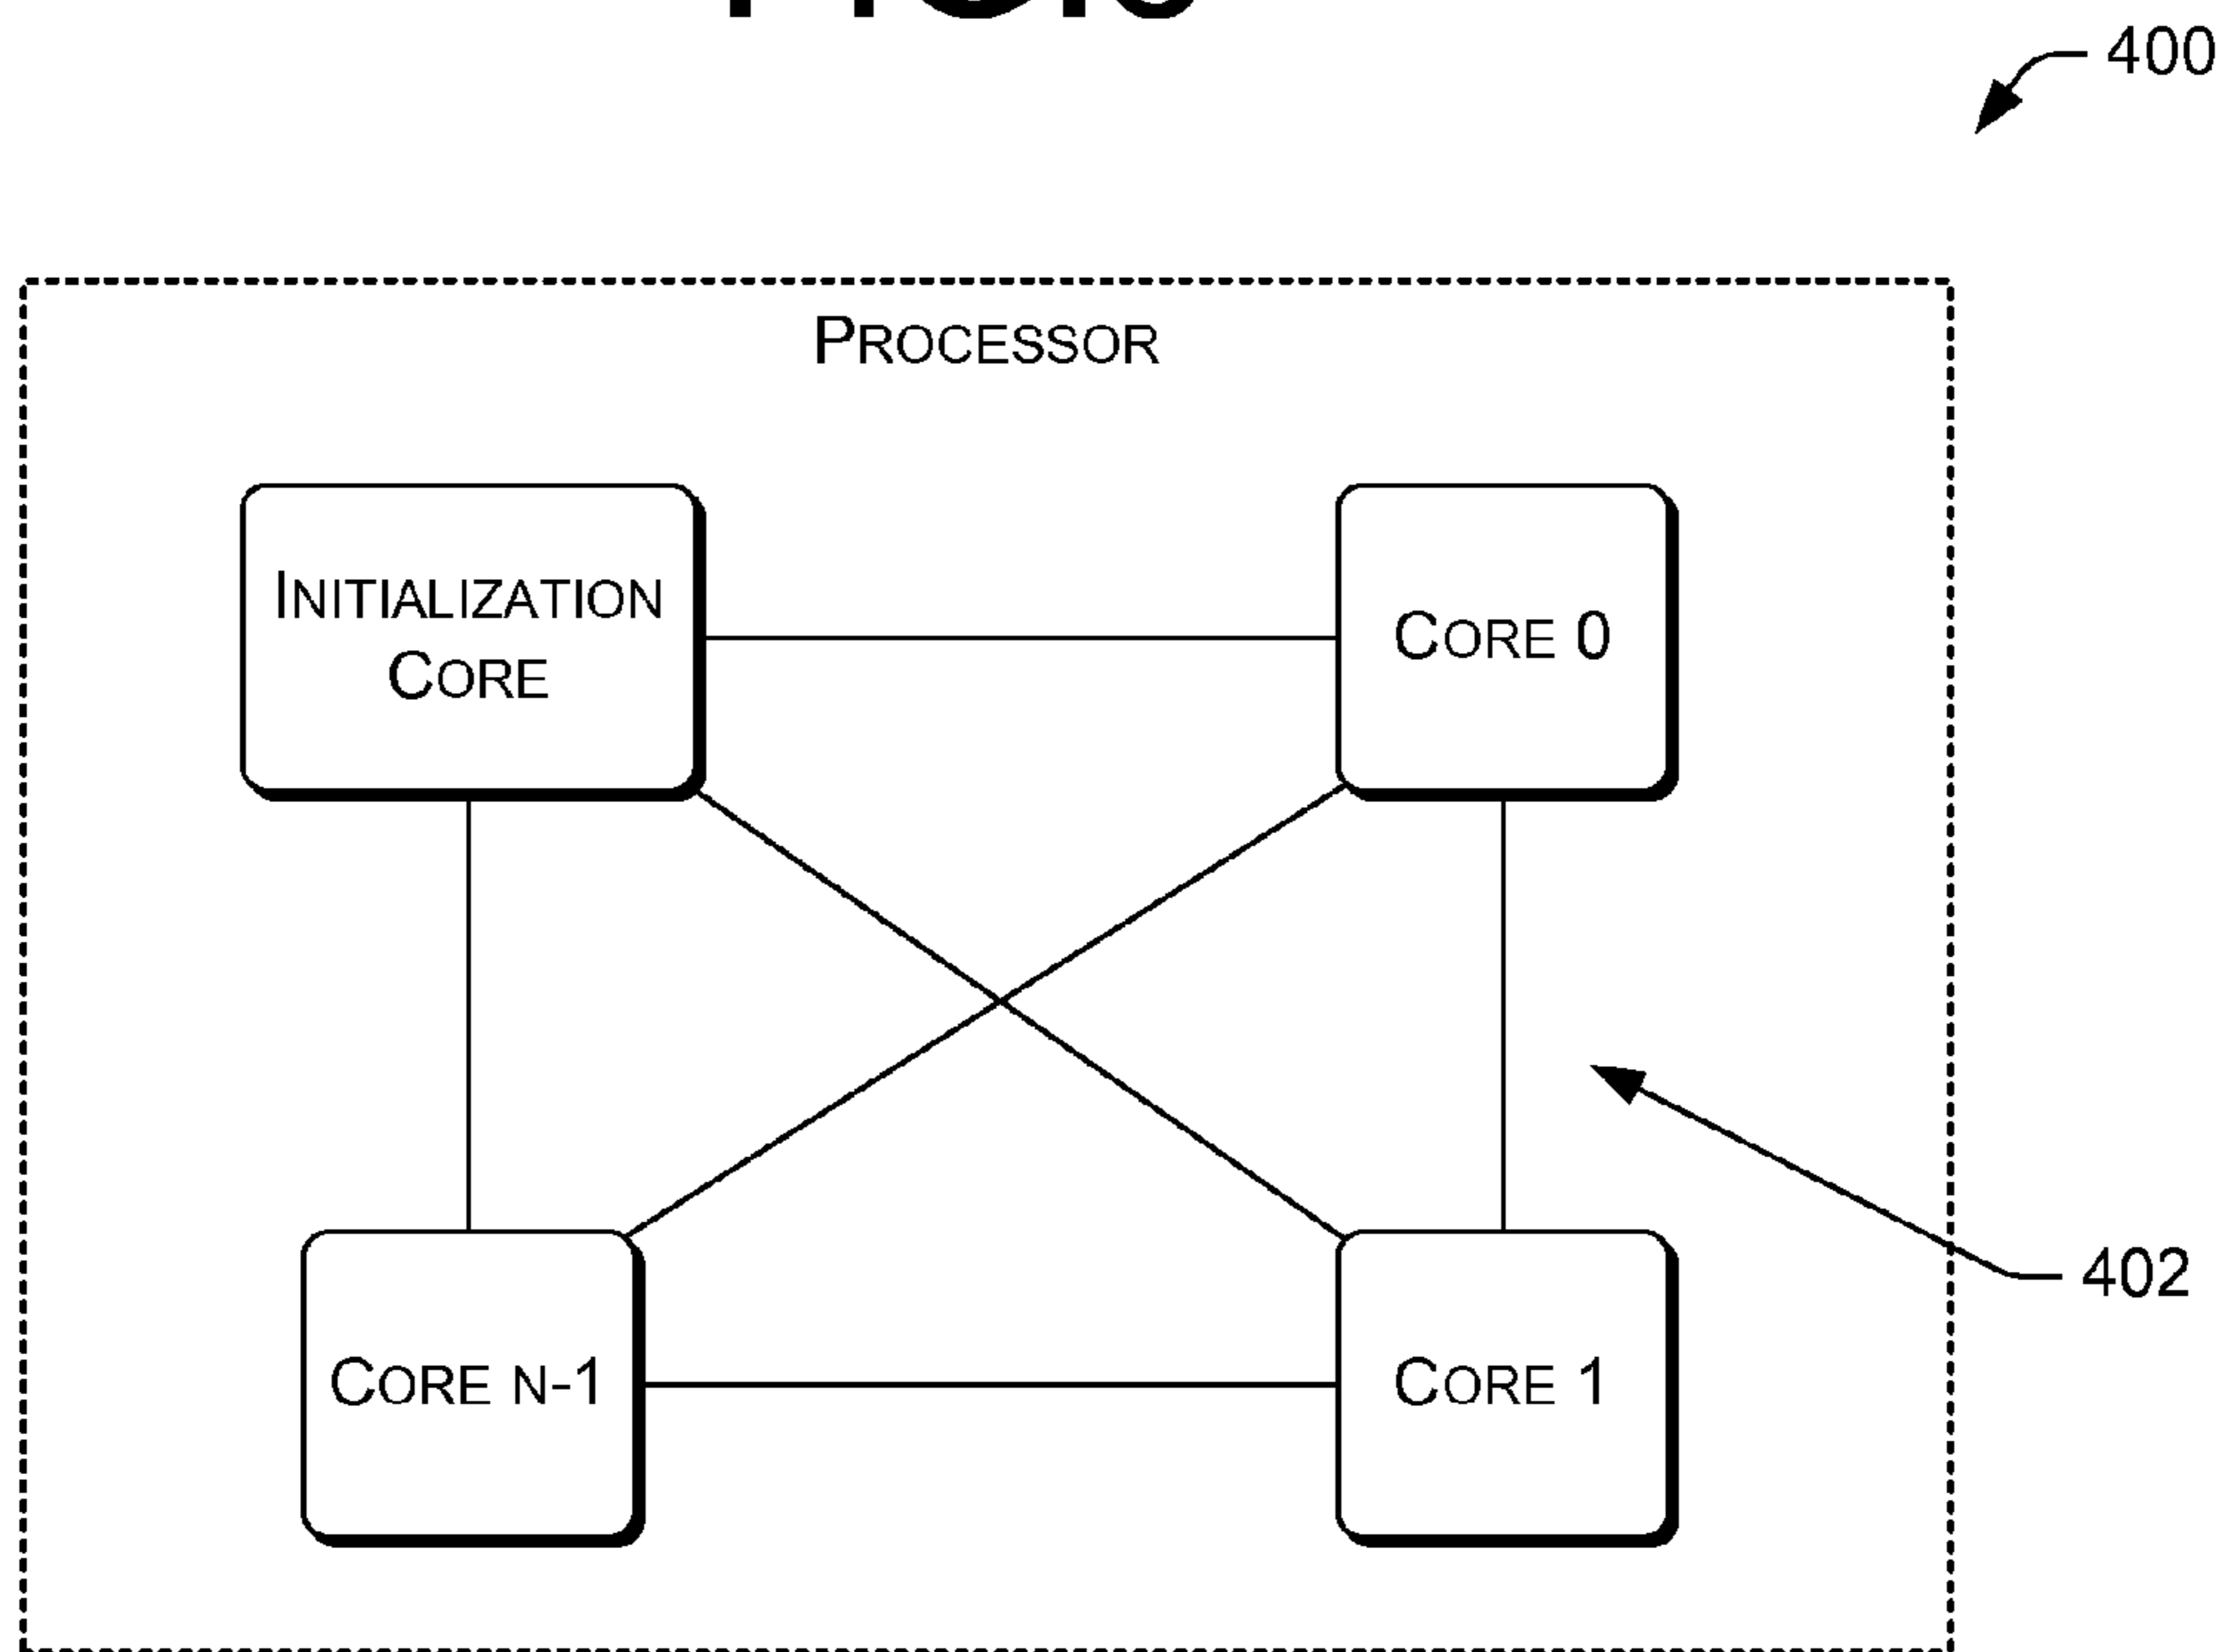 400
PROCESSOR
INITIALIZATION
CORE
CORE 0
402
CORE N-1
CORE 1